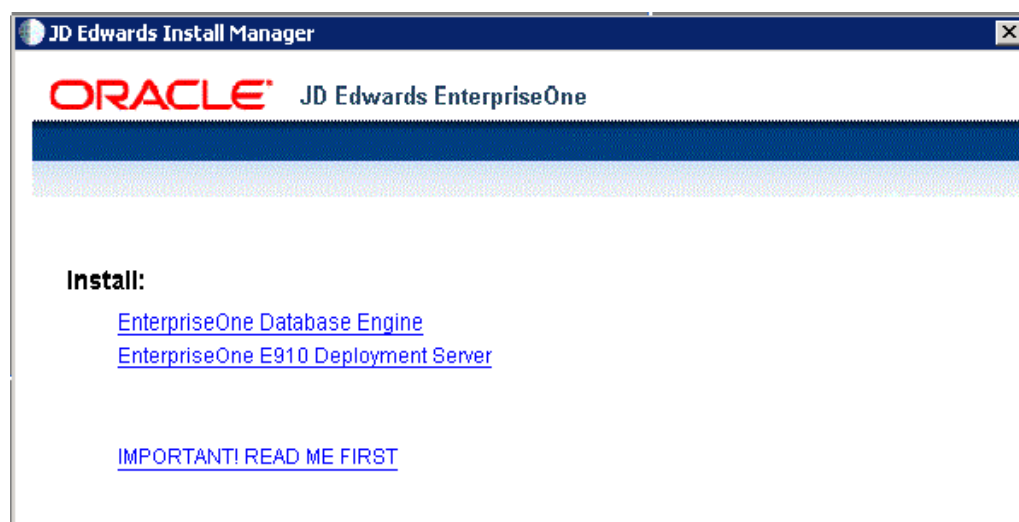 JD Edwards Install Manager
ORACLE® JD Edwards EnterpriseOne
Install:
EnterpriseOne Database Engine
EnterpriseOne E910 Deployment Server
IMPORTANT! READ ME FIRST